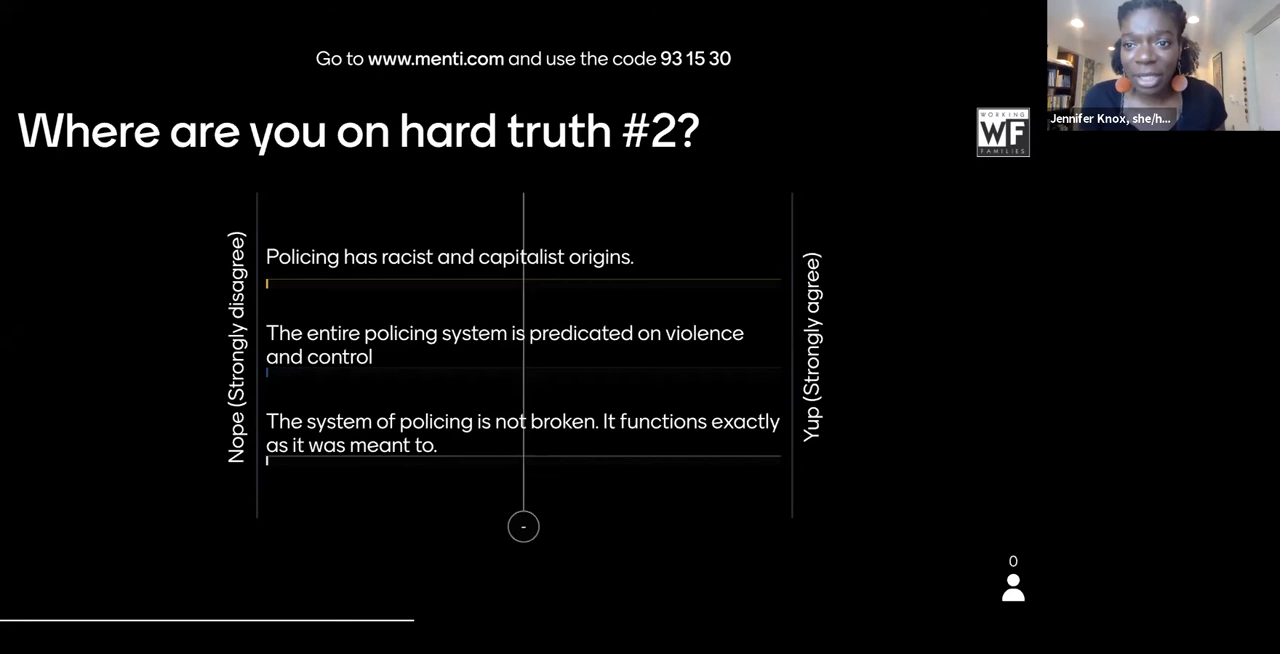 Go to www.menti.com and use the code 93 15 30
Where are you on hard truth #2?
WORKING
WF
FAMILIES
Jennifer Knox, she/h...
Nope (Strongly disagree)
Policing has racist and capitalist origins.
The entire policing system is predicated on violence
and control
The system of policing is not broken. It functions exactly
as it was meant to.
Yup (Strongly agree)
-
0